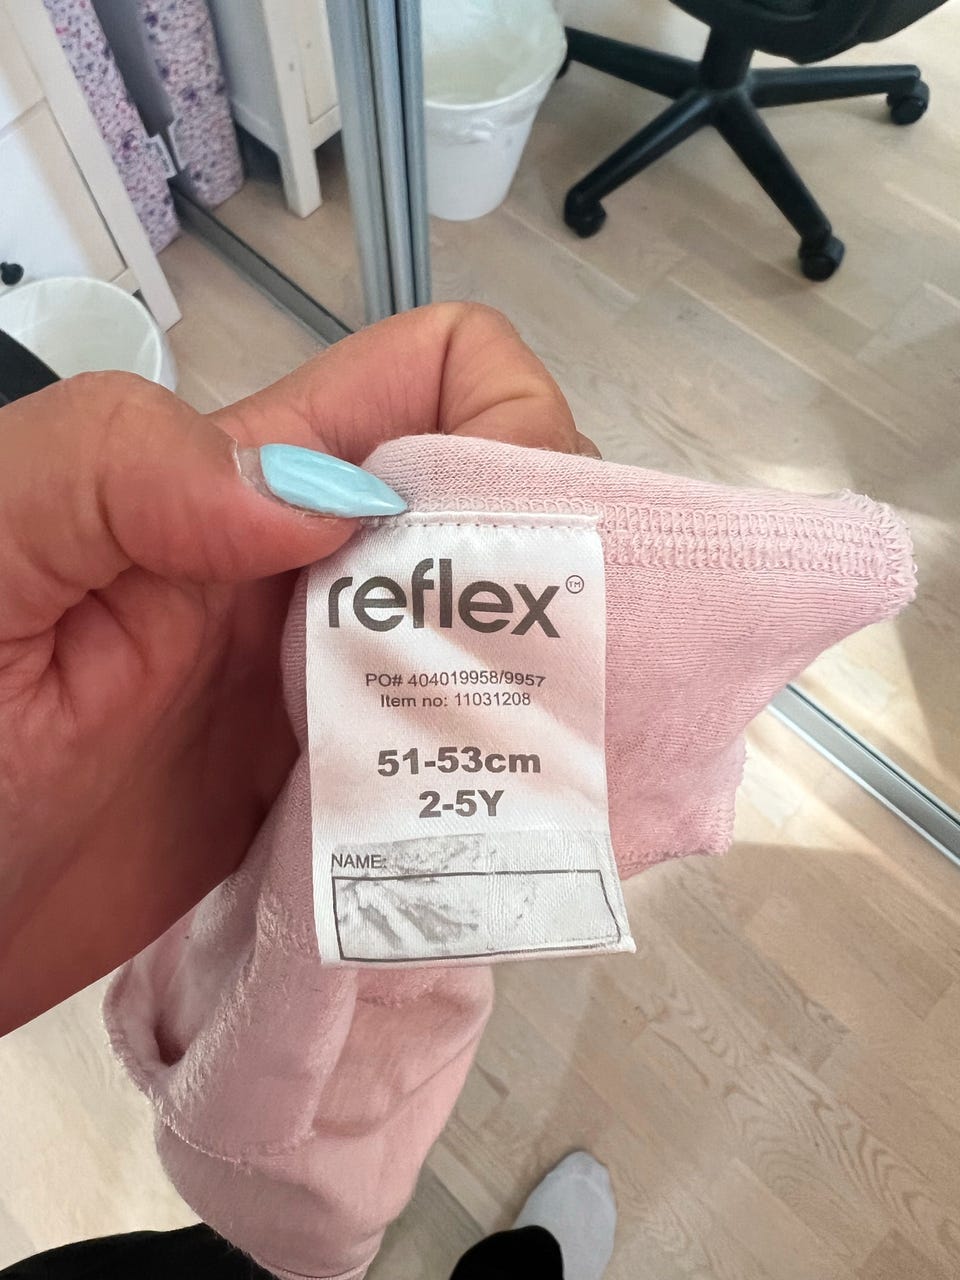 reflex™
PO# 404019958/9957
Item no: 11031208
51-53cm
2-5Y
NAME: